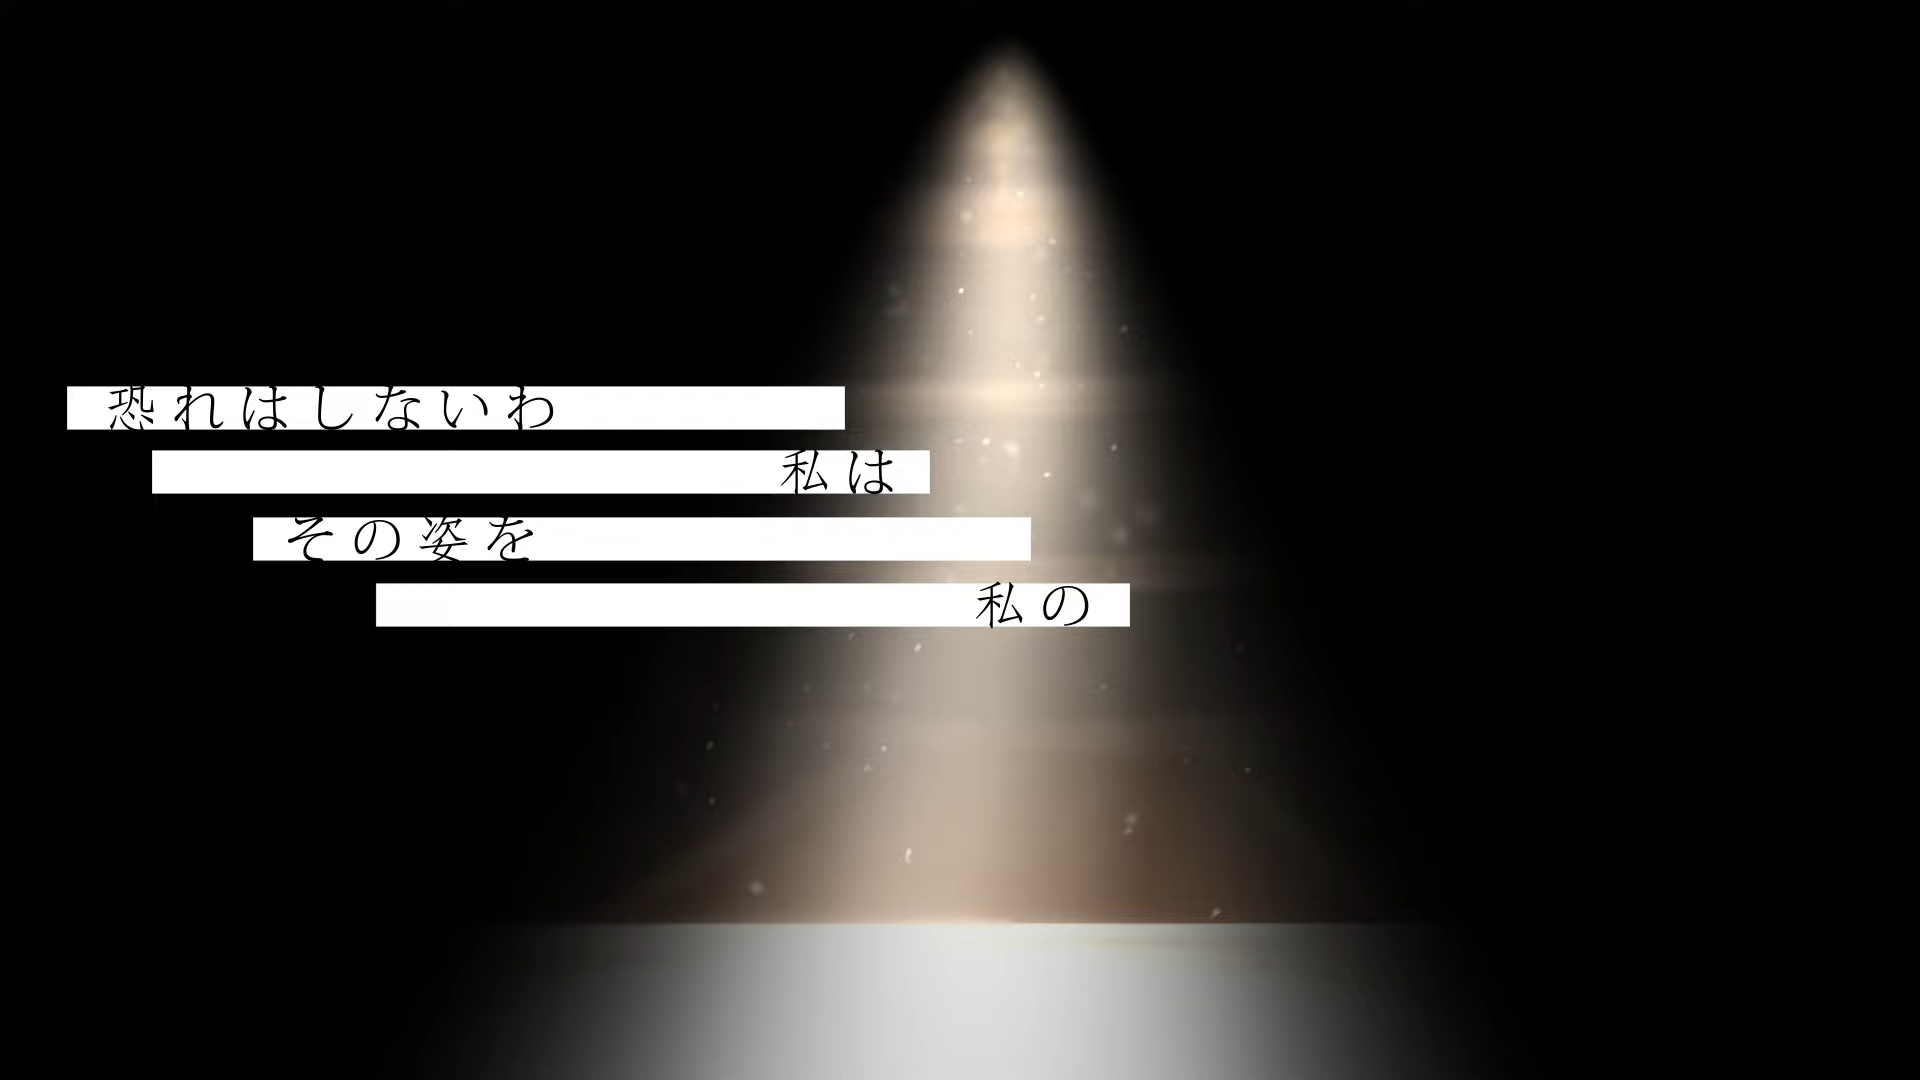 恐れはしないわ
私は
その姿を
私の